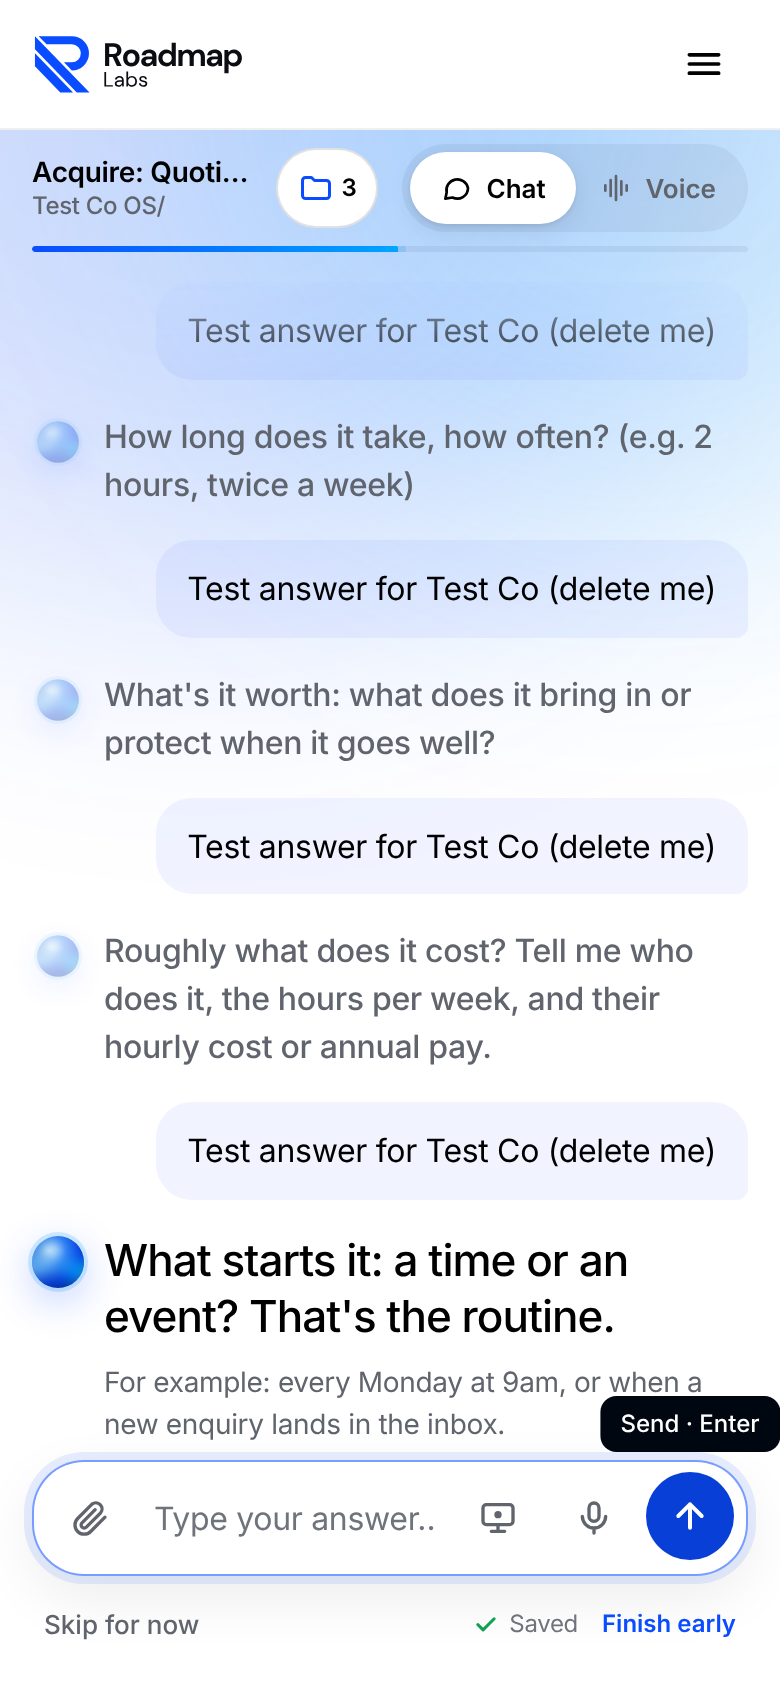 Roadmap
Labs
Acquire: Quoti...
Test Co OS/
3
Chat
Voice
Test answer for Test Co (delete me)
How long does it take, how often? (e.g. 2
hours, twice a week)
Test answer for Test Co (delete me)
What's it worth: what does it bring in or
protect when it goes well?
Test answer for Test Co (delete me)
Roughly what does it cost? Tell me who
does it, the hours per week, and their
hourly cost or annual pay.
Test answer for Test Co (delete me)
What starts it: a time or an
event? That's the routine.
For example: every Monday at 9am, or when a
new enquiry lands in the inbox.
Send · Enter
Type your answer..
Skip for now
Saved
Finish early